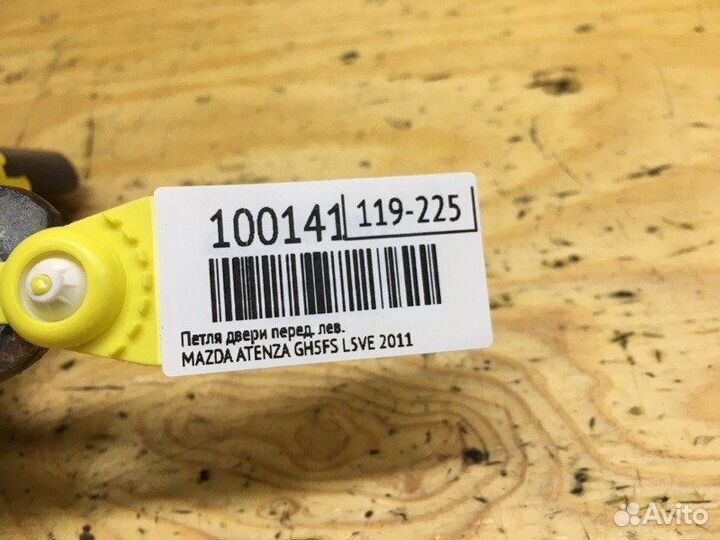 100141 119-225
Петля двери перед. лев.
MAZDA ATENZA GH5FS L5VE 2011
Avito